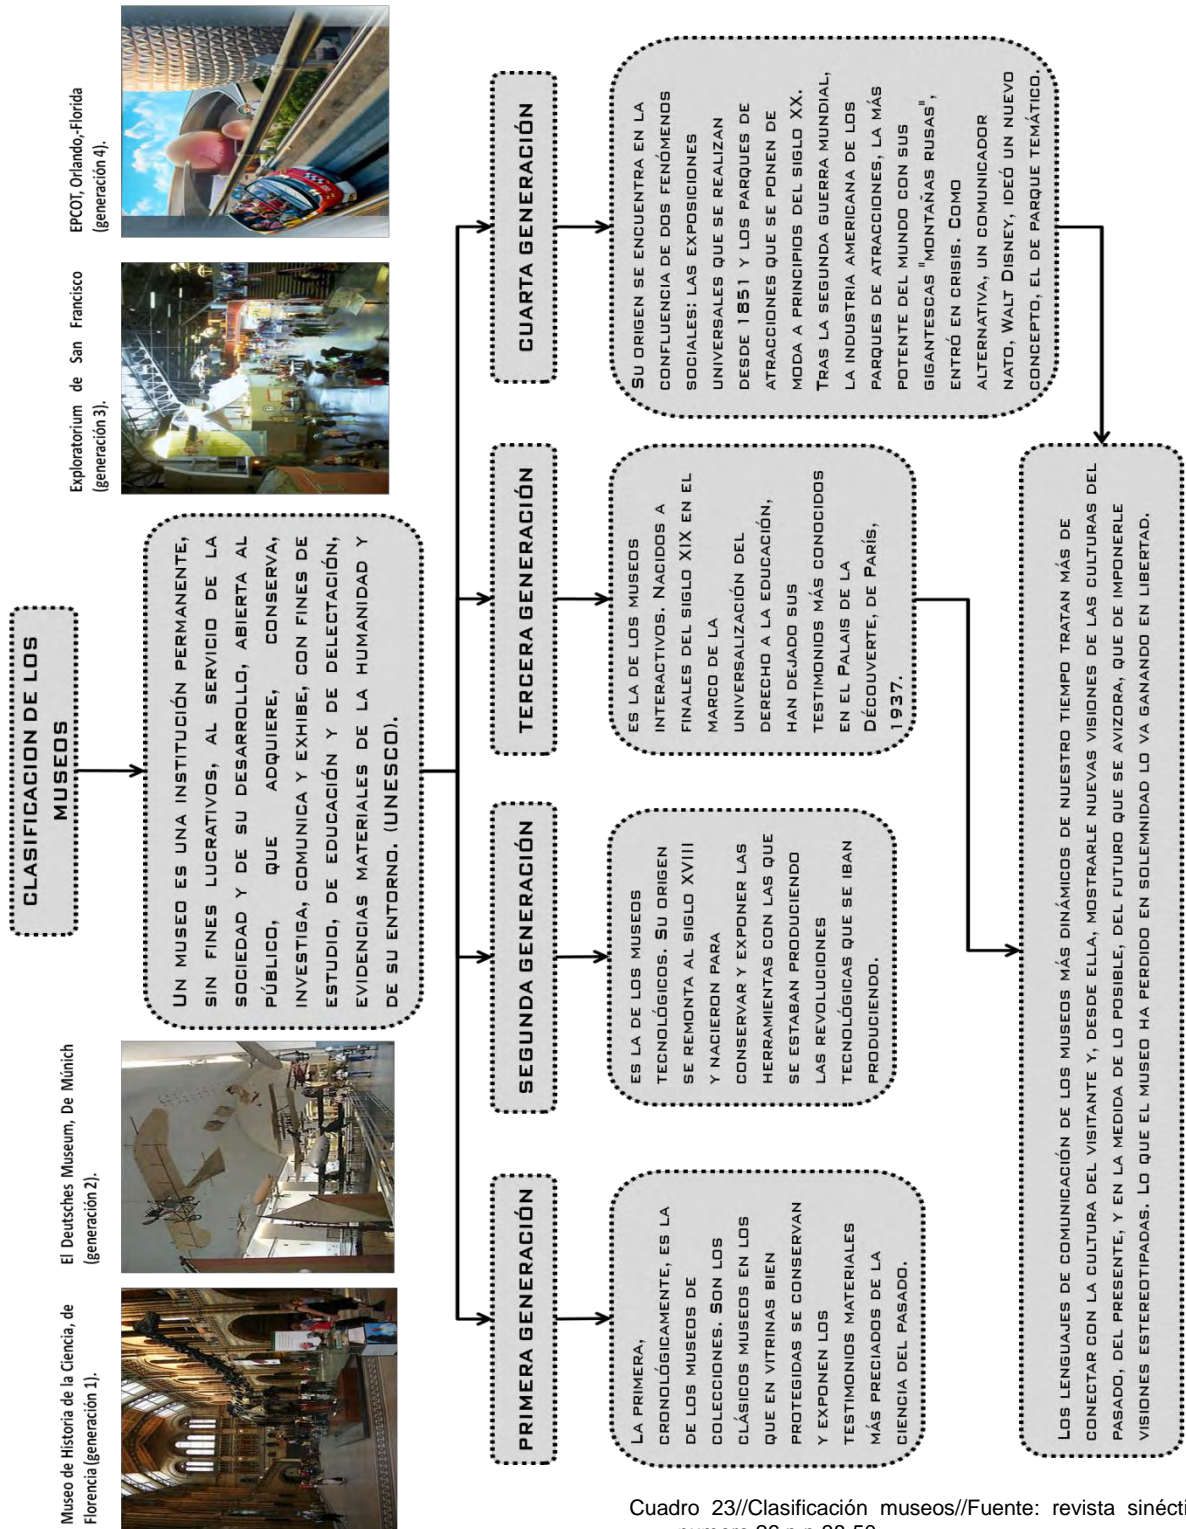 CLASIFICACION DE LOS
MUSEOS
Museo de Historia de la Ciencia, de
Florencia (generación 1).
El Deutsches Museum, De Múnich
(generación 2).
UN MUSEO ES UNA INSTITUCIÓN PERMANENTE,
SIN FINES LUCRATIVOS, AL SERVICIO DE LA
SOCIEDAD Y DE SU DESARROLLO, ABIERTA AL
PÚBLICO, QUE ADQUIERE, CONSERVA,
INVESTIGA, COMUNICA Y EXHIBE, CON FINES DE
ESTUDIO, DE EDUCACIÓN Y DE DELECTACIÓN,
EVIDENCIAS MATERIALES DE LA HUMANIDAD Y
DE SU ENTORNO. (UNESCO).
Exploratorium de San Francisco
(generación 3).
EPCOT, Orlando,-Florida
(generación 4).
PRIMERA GENERACIÓN
LA PRIMERA,
CRONOLÓGICAMENTE, ES LA
DE LOS MUSEOS DE
COLECCIONES. SON LOS
CLÁSICOS MUSEOS EN LOS
QUE EN VITRINAS BIEN
PROTEGIDAS SE CONSERVAN
Y EXPONEN LOS
TESTIMONIOS MATERIALES
MÁS PRECIADOS DE LA
CIENCIA DEL PASADO.
SEGUNDA GENERACIÓN
ES LA DE LOS MUSEOS
TECNOLÓGICOS. SU ORIGEN
SE REMONTA AL SIGLO XVIII
Y NACIERON PARA
CONSERVAR Y EXPONER LAS
HERRAMIENTAS CON LAS QUE
SE ESTABAN PRODUCIENDO
LAS REVOLUCIONES
TECNOLÓGICAS QUE SE IBAN
PRODUCIENDO.
TERCERA GENERACIÓN
ES LA DE LOS MUSEOS
INTERACTIVOS. NACIDOS A
FINALES DEL SIGLO XIX EN EL
MARCO DE LA
UNIVERSALIZACIÓN DEL
DERECHO A LA EDUCACIÓN,
HAN DEJADO SUS
TESTIMONIOS MÁS CONOCIDOS
EN EL PALAIS DE LA
DÉCOUVERTE, DE PARÍS,
1937.
CUARTA GENERACIÓN
SU ORIGEN SE ENCUENTRA EN LA
CONFLUENCIA DE DOS FENÓMENOS
SOCIALES: LAS EXPOSICIONES
UNIVERSALES QUE SE REALIZAN
DESDE 1851 Y LOS PARQUES DE
ATRACCIONES QUE SE PONEN DE
MODA A PRINCIPIOS DEL SIGLO XX.
TRAS LA SEGUNDA GUERRA MUNDIAL,
LA INDUSTRIA AMERICANA DE LOS
PARQUES DE ATRACCIONES, LA MÁS
POTENTE DEL MUNDO CON SUS
GIGANTESCAS "MONTAÑAS RUSAS",
ENTRÓ EN CRISIS. COMO
ALTERNATIVA, UN COMUNICADOR
NATO, WALT DISNEY, IDEÓ UN NUEVO
CONCEPTO, EL DE PARQUE TEMÁTICO.
LOS LENGUAJES DE COMUNICACIÓN DE LOS MUSEOS MÁS DINÁMICOS DE NUESTRO TIEMPO TRATAN MÁS DE
CONECTAR CON LA CULTURA DEL VISITANTE Y, DESDE ELLA, MOSTRARLE NUEVAS VISIONES DE LAS CULTURAS DEL
PASADO, DEL PRESENTE, Y EN LA MEDIDA DE LO POSIBLE, DEL FUTURO QUE SE AVIZORA, QUE DE IMPONERLE
VISIONES ESTEREOTIPADAS. LO QUE EL MUSEO HA PERDIDO EN SOLEMNIDAD LO VA GANANDO EN LIBERTAD.
Cuadro 23//Clasificación museos//Fuente: revista sinécti